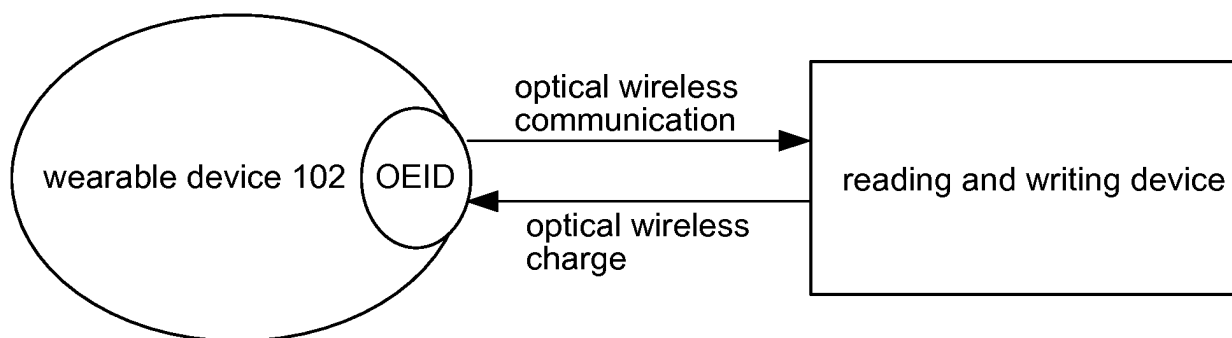 optical wireless
communication
wearable device 102
OEID
reading and writing device
optical wireless
charge